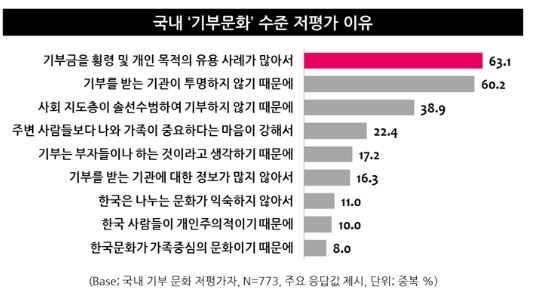 국내 ‘기부문화’ 수준 저평가 이유
기부금을 횡령 및 개인 목적의 유용 사례가 많아서 63.1
기부를 받는 기관이 투명하지 않기 때문에 60.2
사회 지도층이 솔선수범하여 기부하지 않기 때문에 38.9
주변 사람들보다 나와 가족이 중요하다는 마음이 강해서 22.4
기부는 부자들이나 하는 것이라고 생각하기 때문에 17.2
기부를 받는 기관에 대한 정보가 많지 않아서 16.3
한국은 나누는 문화가 익숙하지 않아서 11.0
한국 사람들이 개인주의적이기 때문에 10.0
한국문화가 가족중심의 문화이기 때문에 8.0
(Base; 국내 기부 문화 저평가자, N=773, 주요 응답값 제시, 단위; 중복 %)